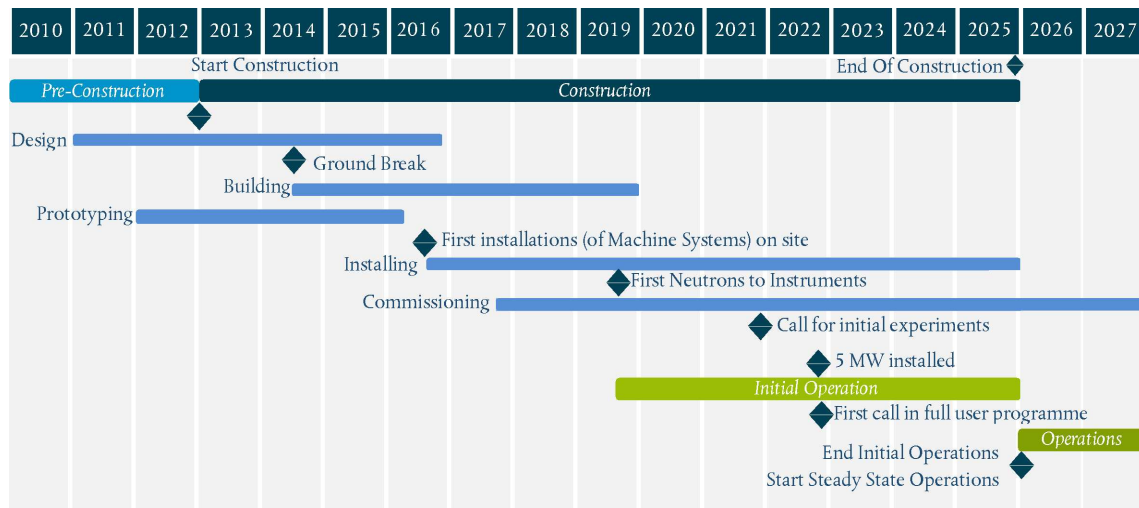 2010 2011 2012 2013 2014 2015 2016 2017 2018 2019 2020 2021 2022 2023 2024 2025 2026 2027
Start Construction
End Of Construction
Pre-Construction
Construction
Design
Ground Break
Building
Prototyping
First installations (of Machine Systems) on site
Installing
First Neutrons to Instruments
Commissioning
Call for initial experiments
5 MW installed
Initial Operation
First call in full user programme
Operations
End Initial Operations
Start Steady State Operations